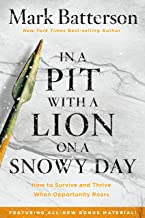 Mark Batterson
New York Times Best-selling Author
IN A
PIT
WITH A
LION
ON A
SNOWY DAY
How to Survive and Thrive
When Opportunity Roars
FEATURING ALL-NEW BONUS MATERIAL!